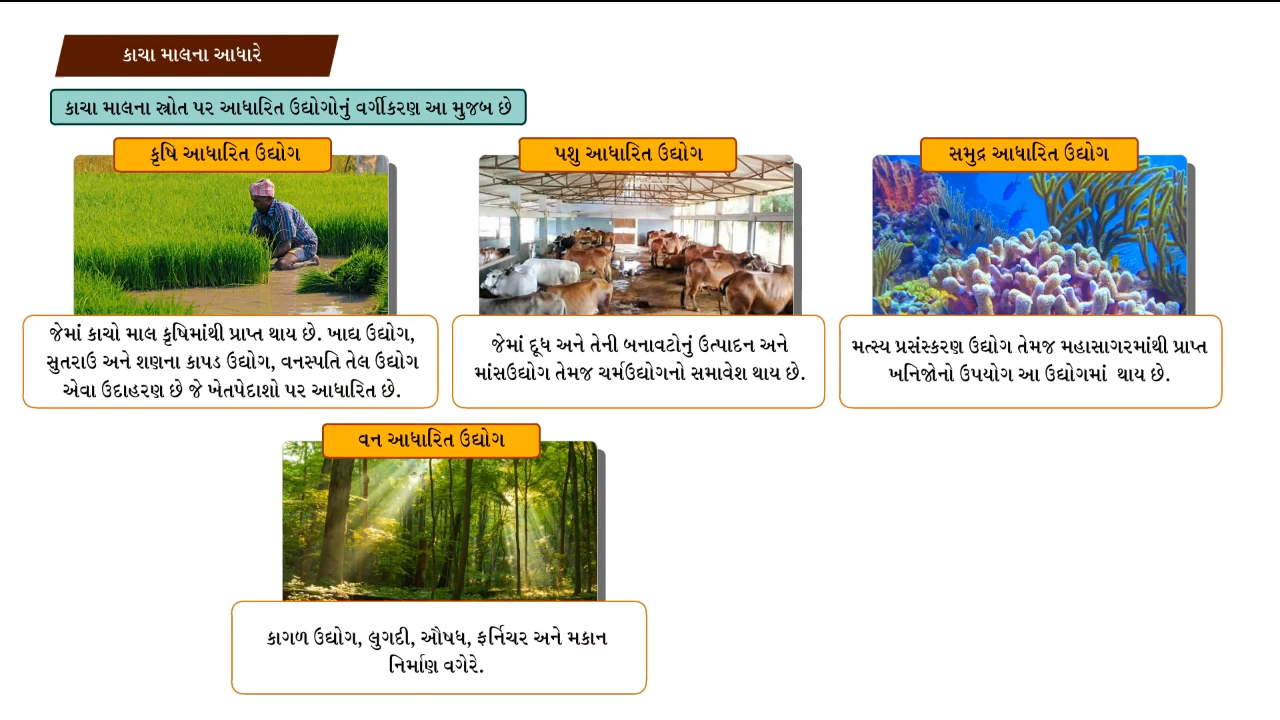 કાચા માલના આધારે
કાચા માલના સ્ત્રોત પર આધારિત ઉદ્યોગોનું વર્ગીકરણ આ મુજબ છે
કૃષિ આધારિત ઉદ્યોગ
જેમાં કાચો માલ કૃષિમાંથી પ્રાપ્ત થાય છે. ખાદ્ય ઉદ્યોગ,
સુતરાઉ અને શણના કાપડ ઉદ્યોગ, વનસ્પતિ તેલ ઉદ્યોગ
એવા ઉદાહરણ છે જે ખેતપેદાશો પર આધારિત છે.
પશુ આધારિત ઉદ્યોગ
જેમાં દૂધ અને તેની બનાવટોનું ઉત્પાદન અને
માંસઉદ્યોગ તેમજ ચર્મઉદ્યોગનો સમાવેશ થાય છે.
સમુદ્ર આધારિત ઉદ્યોગ
મત્સ્ય પ્રસંસ્કરણ ઉદ્યોગ તેમજ મહાસાગરમાંથી પ્રાપ્ત
ખનિજોનો ઉપયોગ આ ઉદ્યોગમાં થાય છે.
વન આધારિત ઉદ્યોગ
કાગળ ઉદ્યોગ, લુગદી, ઔષધ, ફર્નિચર અને મકાન
નિર્માણ વગેરે.